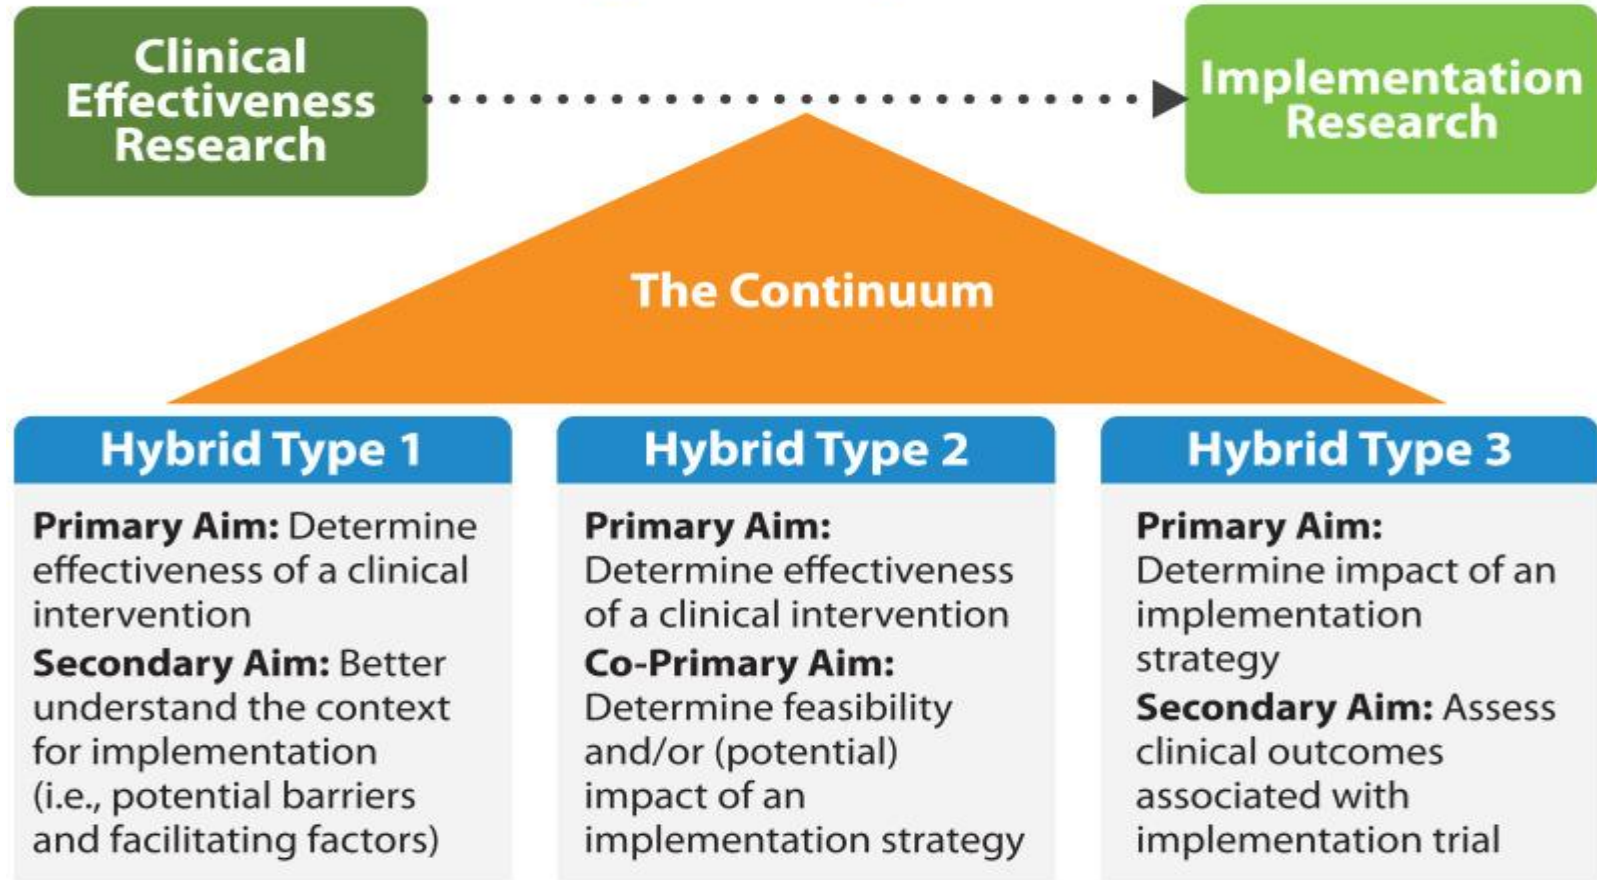 Clinical
Effectiveness
Research
Implementation
Research
The Continuum
Hybrid Type 1
Primary Aim: Determine
effectiveness of a clinical
intervention
Secondary Aim: Better
understand the context
for implementation
(i.e., potential barriers
and facilitating factors)
Hybrid Type 2
Primary Aim:
Determine effectiveness
of a clinical intervention
Co-Primary Aim:
Determine feasibility
and/or (potential)
impact of an
implementation strategy
Hybrid Type 3
Primary Aim:
Determine impact of an
implementation
strategy
Secondary Aim: Assess
clinical outcomes
associated with
implementation trial